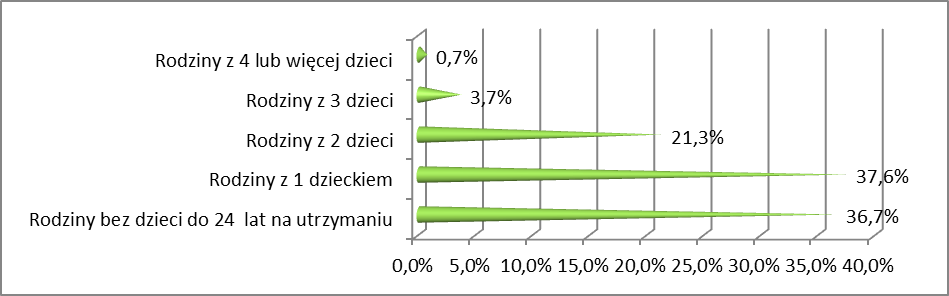 Rodziny z 4 lub więcej dzieci 0,7%
Rodziny z 3 dzieci 3,7%
Rodziny z 2 dzieci 21,3%
Rodziny z 1 dzieckiem 37,6%
Rodziny bez dzieci do 24 lat na utrzymaniu 36,7%
0,0% 5,0% 10,0% 15,0% 20,0% 25,0% 30,0% 35,0% 40,0%